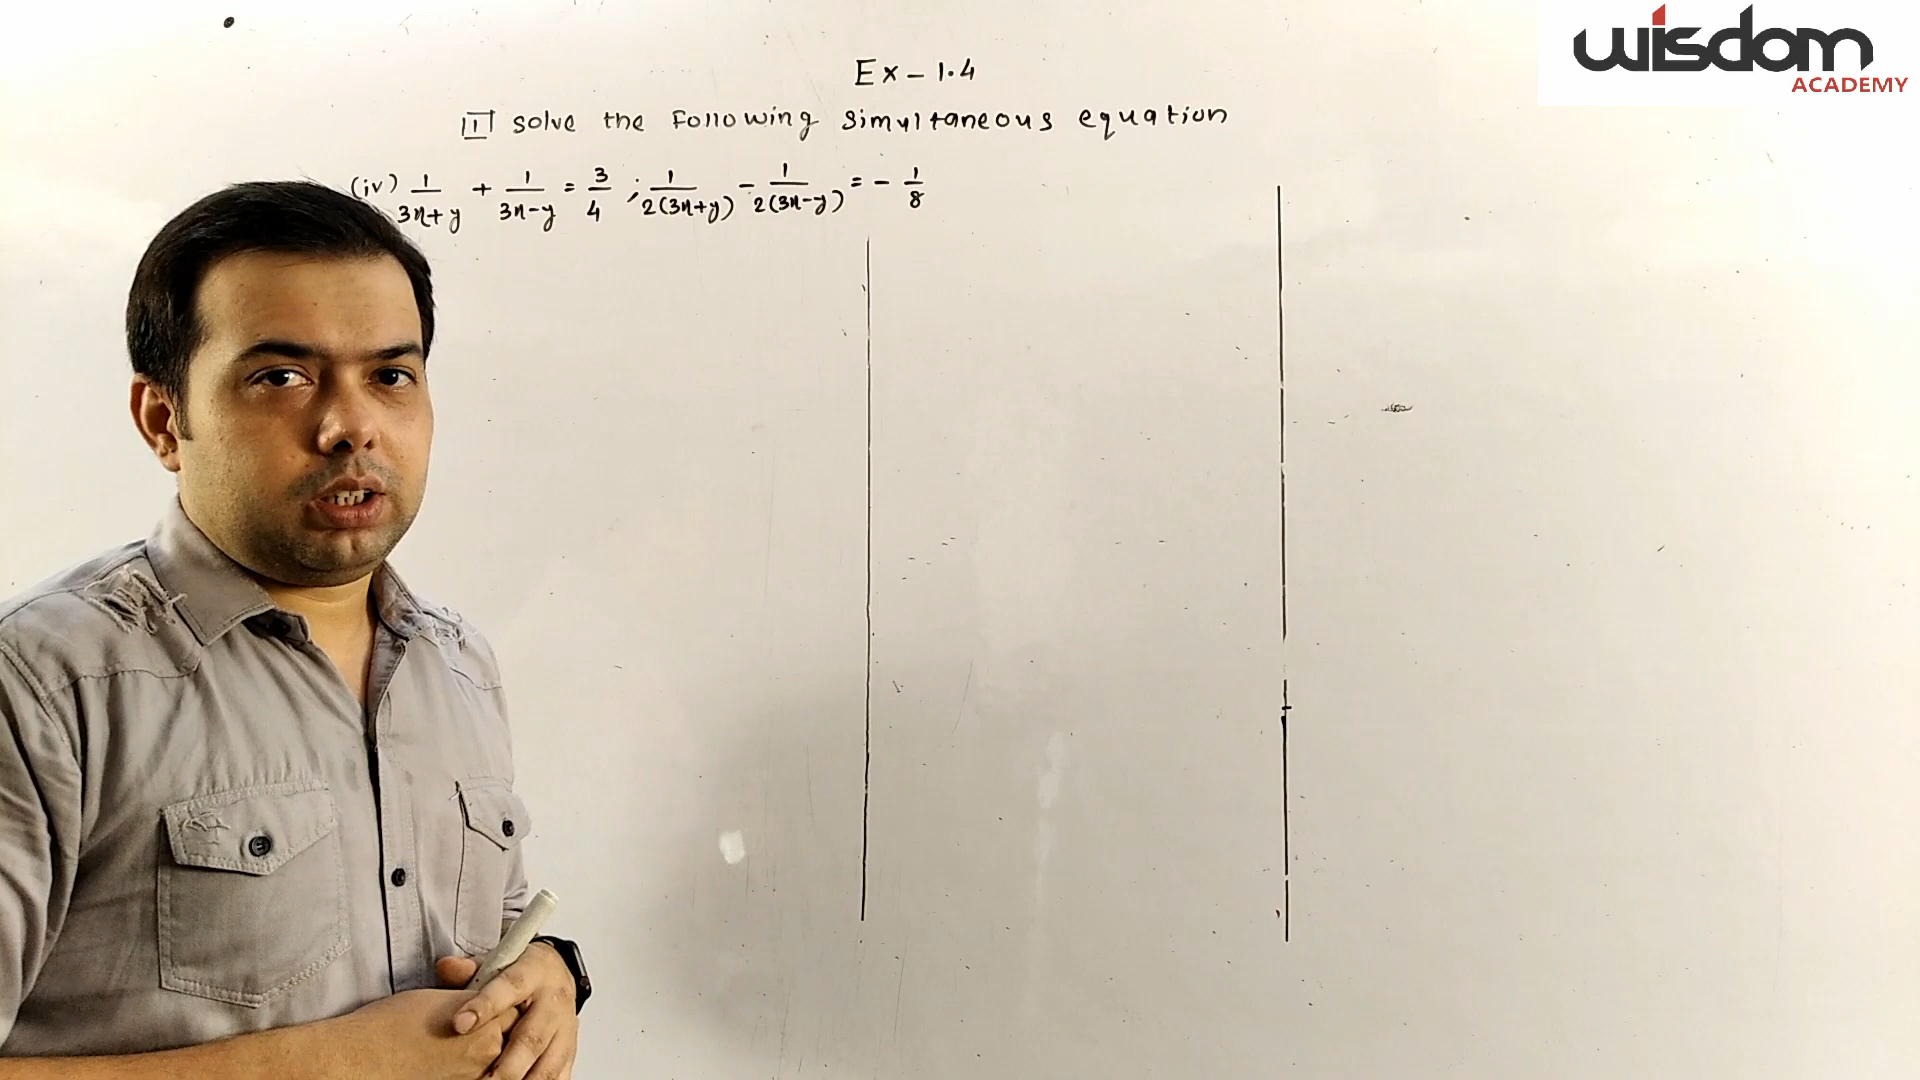 wisdom
ACADEMY
Ex - 1.4
II solve the following simultaneous equation
(iv) 1/(3x+y) + 1/(3x-y) = 3/4 ; 1/(2(3x+y)) - 1/(2(3x-y)) = - 1/8